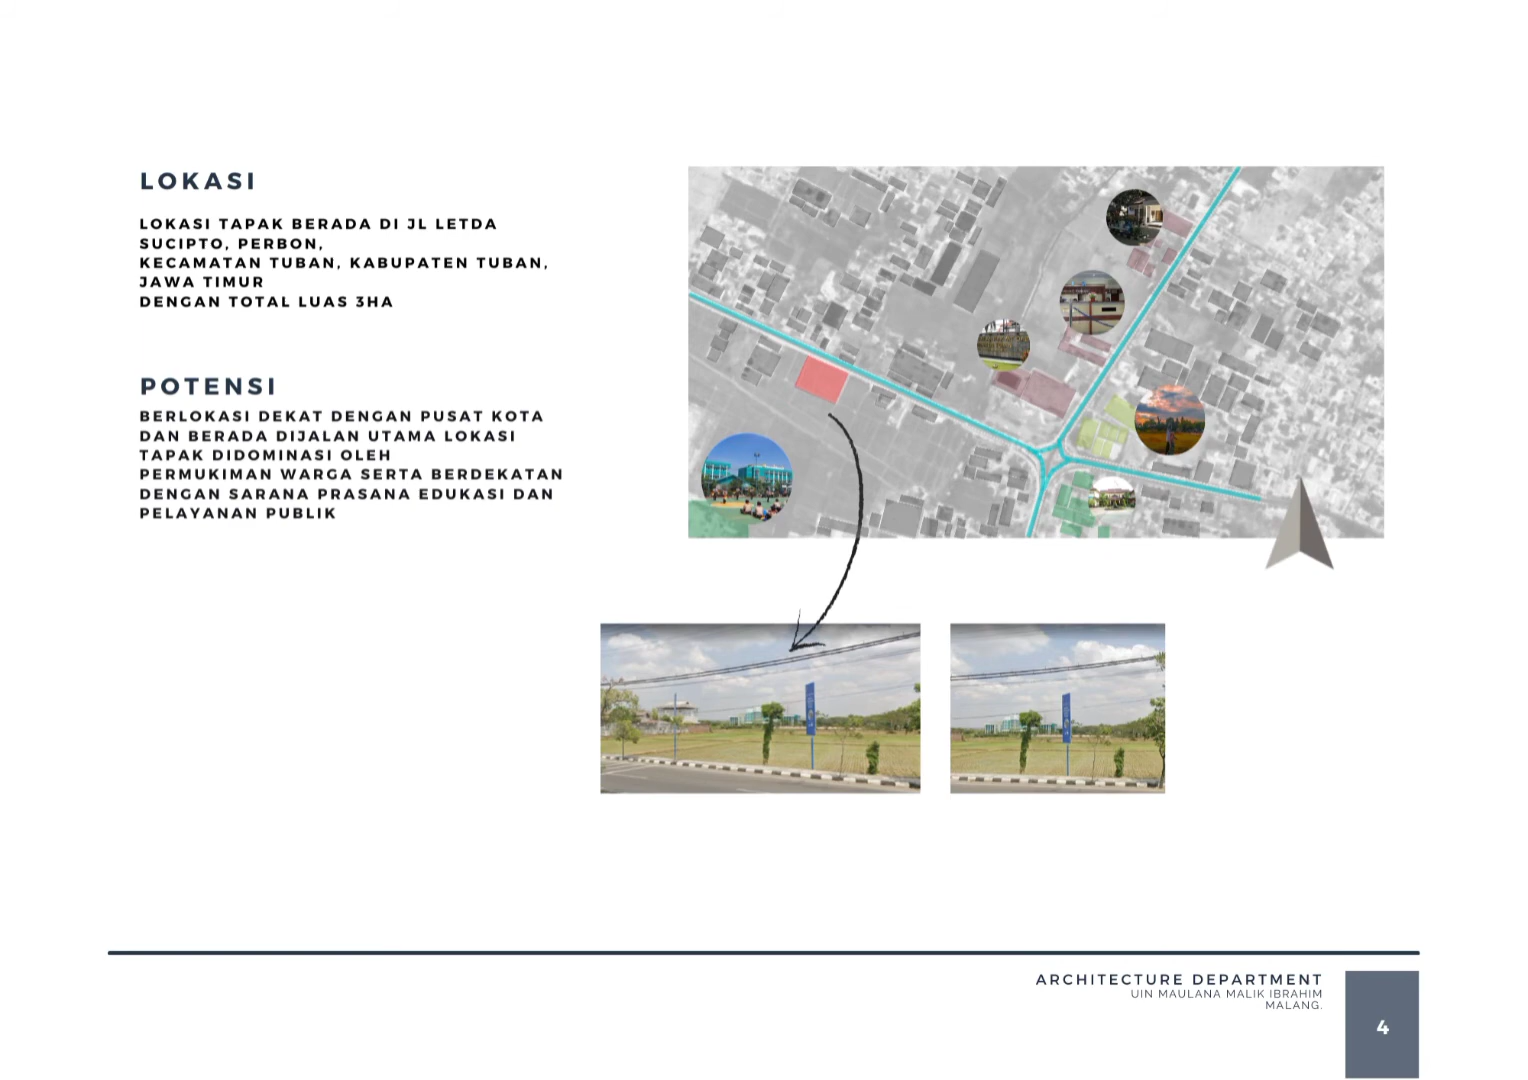 LOKASI
LOKASI TAPAK BERADA DI JL LETDA
SUCIPTO, PERBON,
KECAMATAN TUBAN, KABUPATEN TUBAN,
JAWA TIMUR
DENGAN TOTAL LUAS 3HA
POTENSI
BERLOKASI DEKAT DENGAN PUSAT KOTA
DAN BERADA DIJALAN UTAMA LOKASI
TAPAK DIDOMINASI OLEH
PERMUKIMAN WARGA SERTA BERDEKATAN
DENGAN SARANA PRASANA EDUKASI DAN
PELAYANAN PUBLIK
ARCHITECTURE DEPARTMENT
UIN MAULANA MALIK IBRAHIM
MALANG.
4